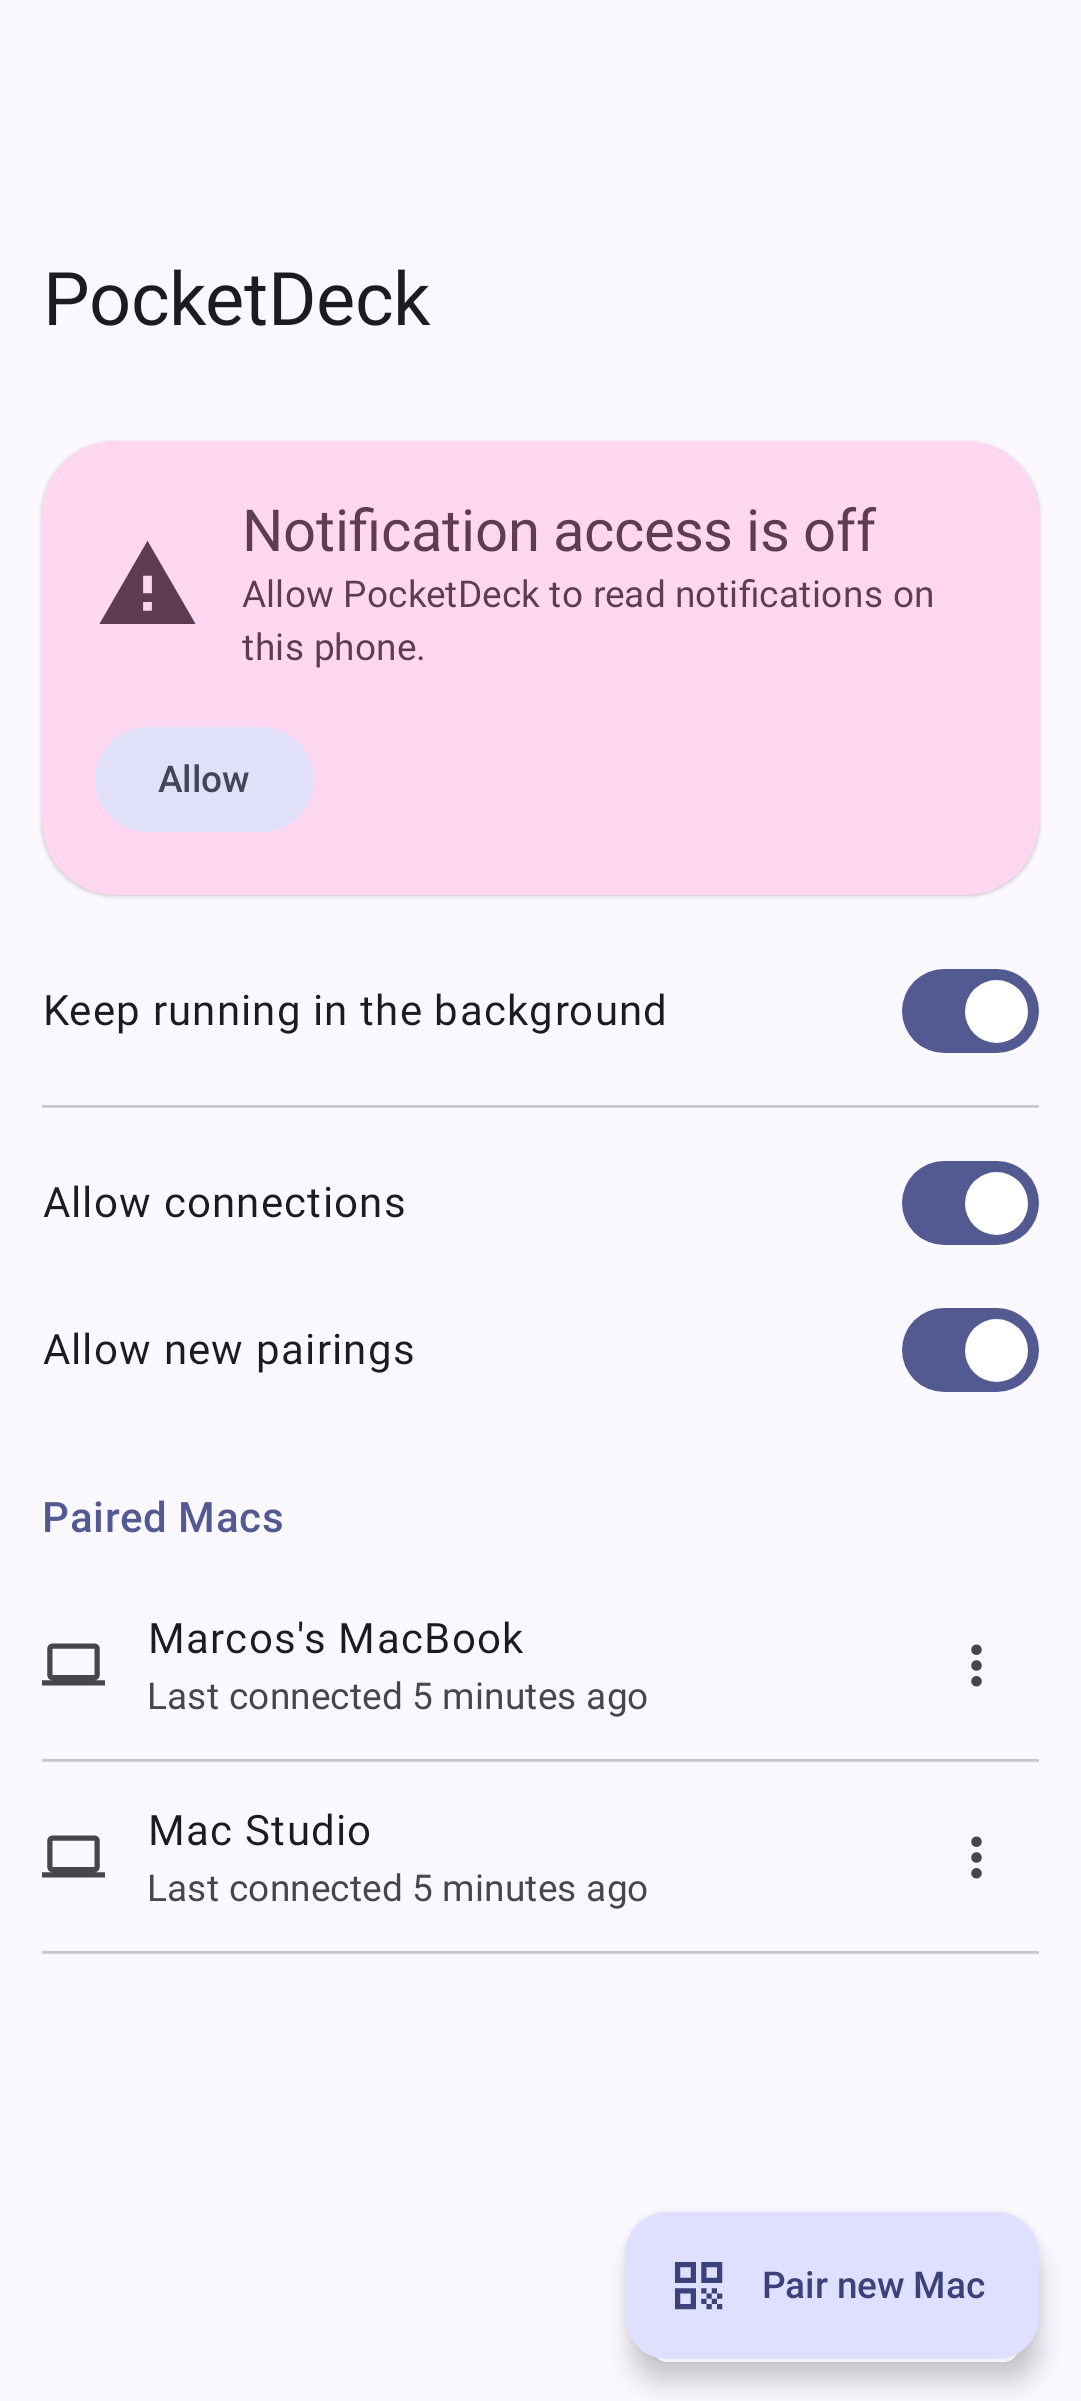 PocketDeck
Notification access is off
Allow PocketDeck to read notifications on
this phone.
Allow
Keep running in the background
Allow connections
Allow new pairings
Paired Macs
Marcos's MacBook
Last connected 5 minutes ago
Mac Studio
Last connected 5 minutes ago
Pair new Mac